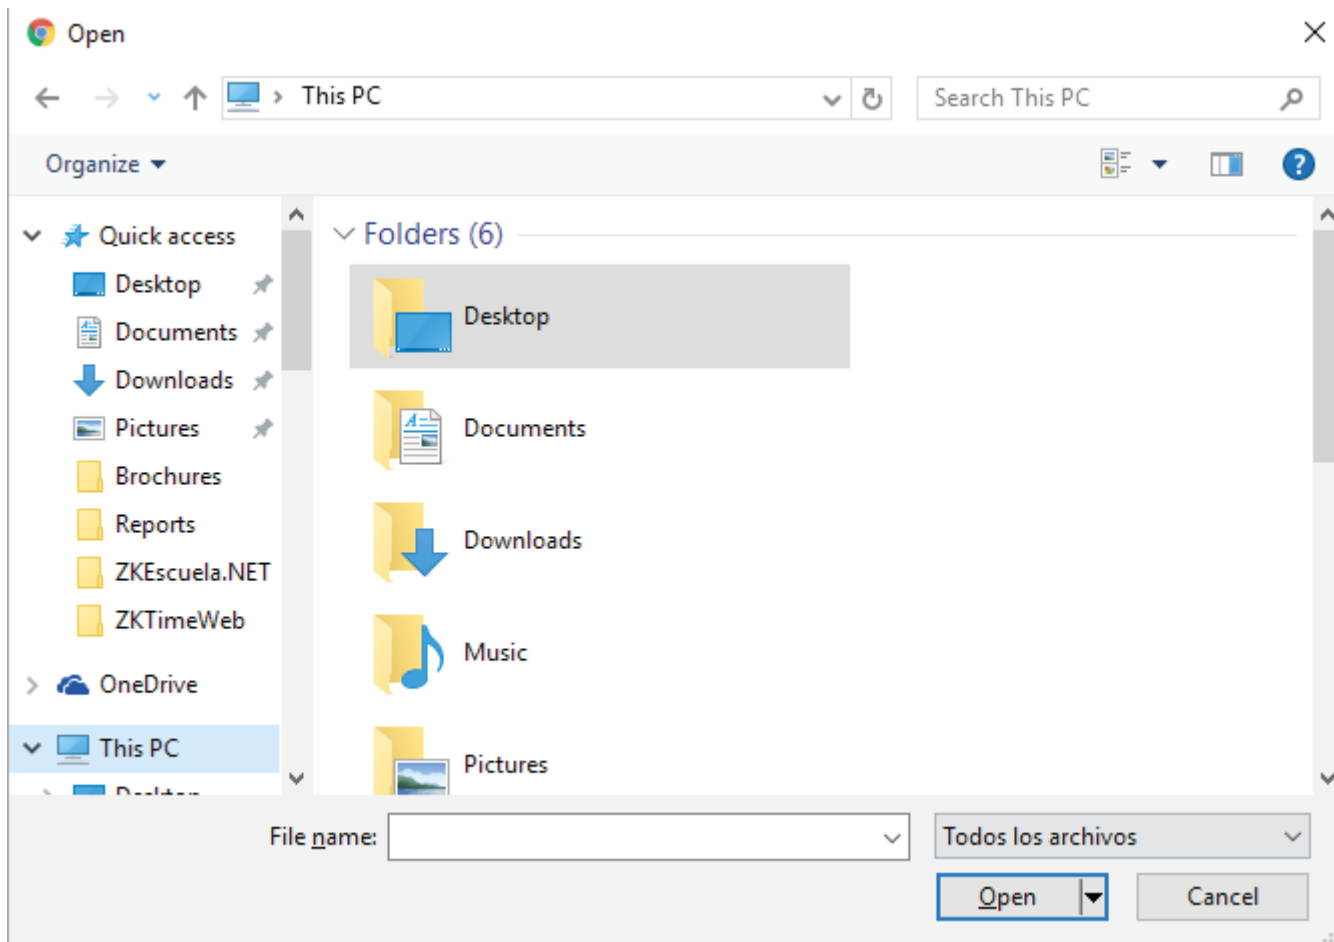 Open
This PC
Search This PC
Organize
Quick access
Desktop
Documents
Downloads
Pictures
Brochures
Reports
ZKEscuela.NET
ZKTimeWeb
OneDrive
This PC
Desktop
Folders (6)
Desktop
Documents
Downloads
Music
Pictures
File name:
Todos los archivos
Open
Cancel